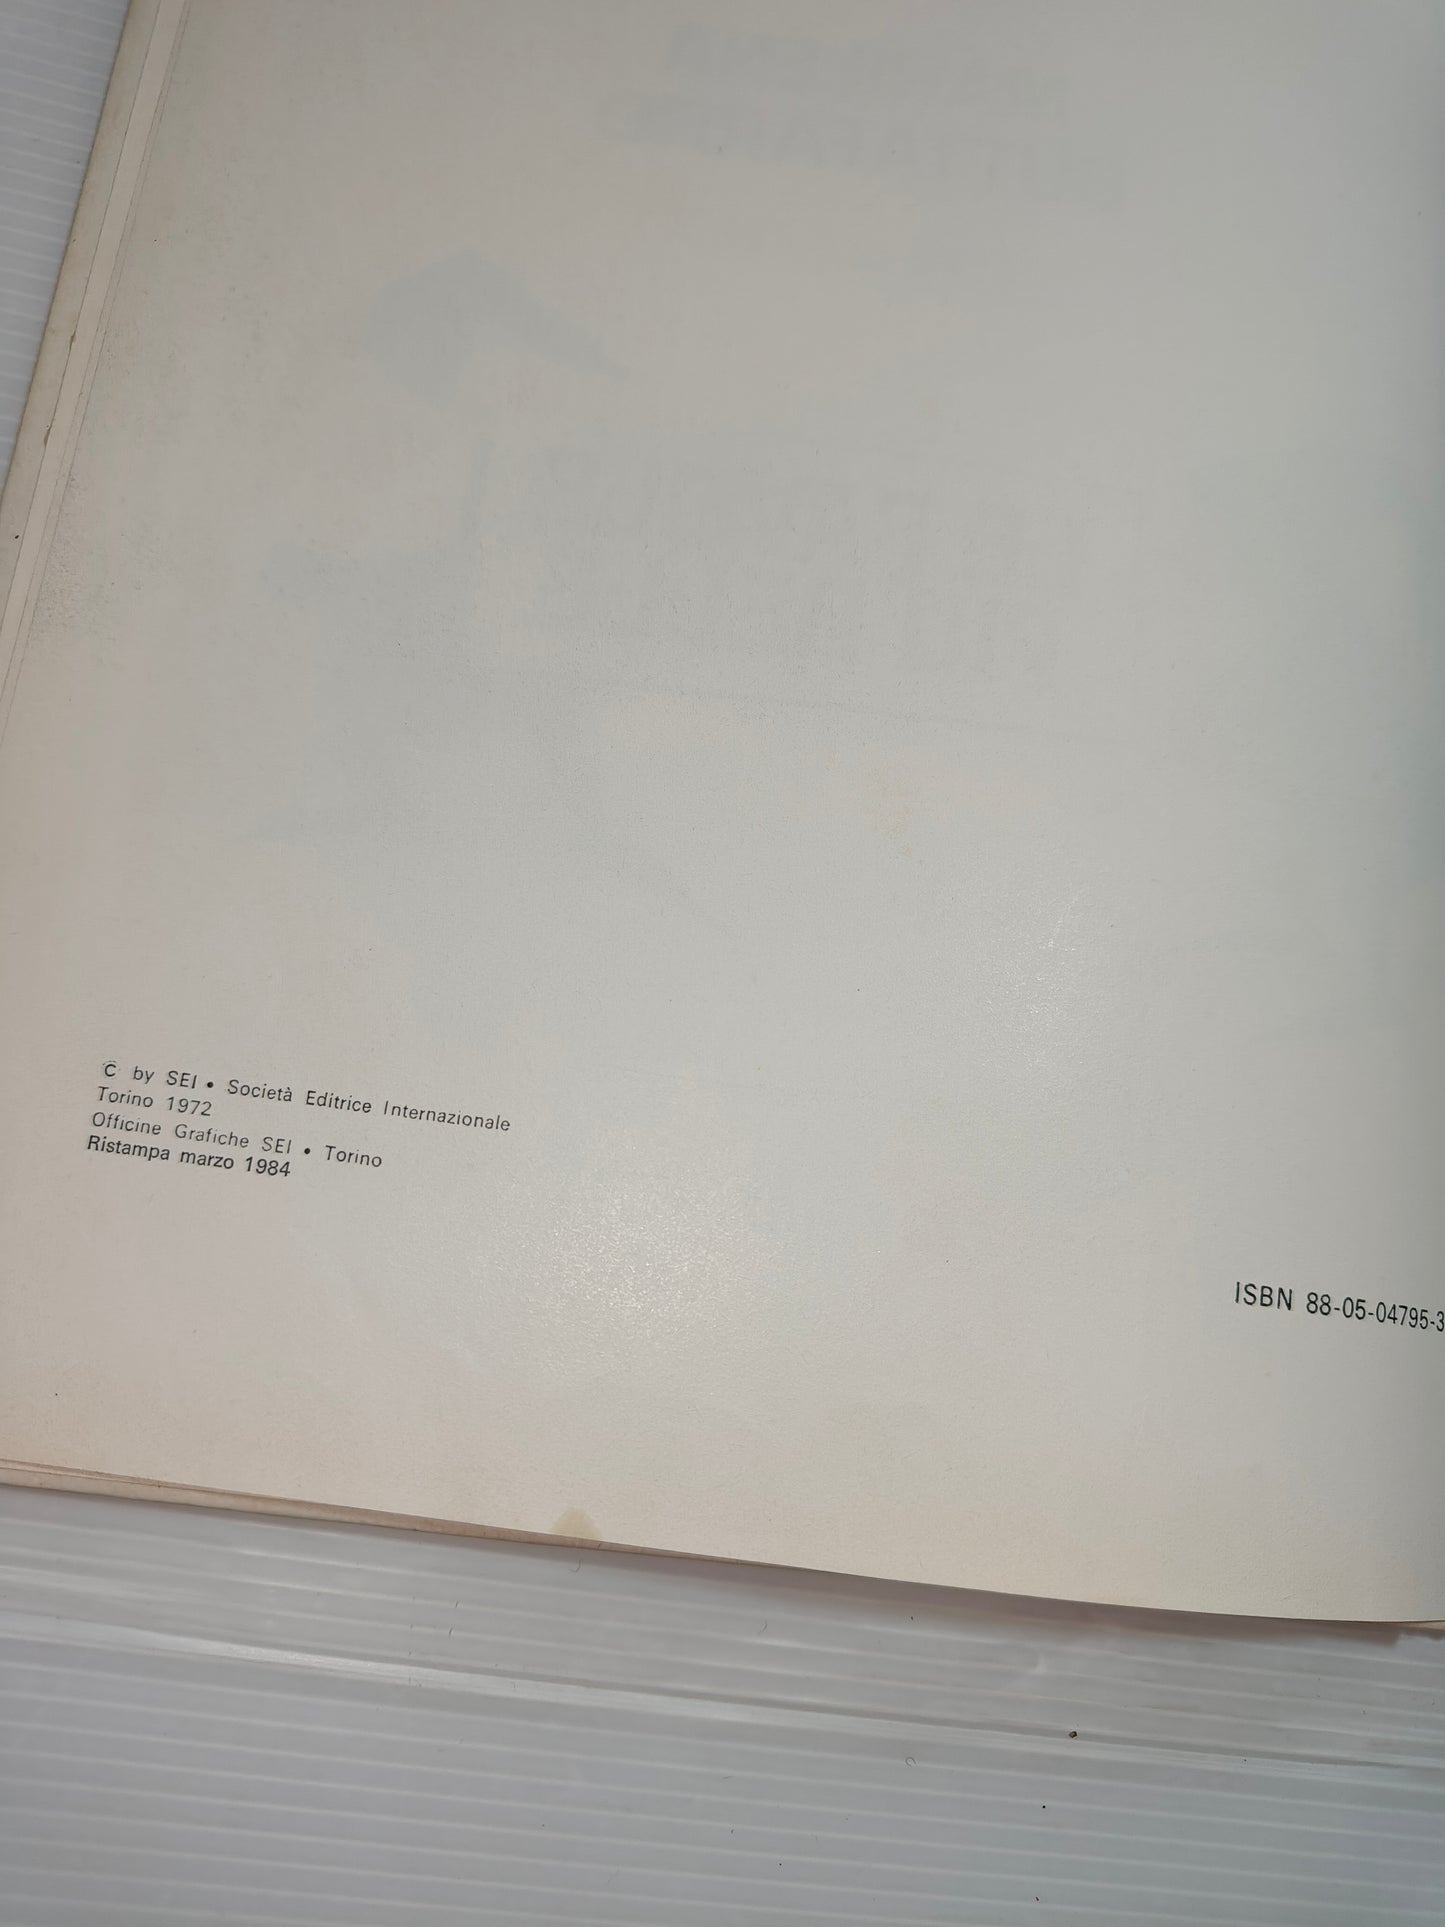 © by SEI • Società Editrice Internazionale
Torino 1972
Officine Grafiche SEI • Torino
Ristampa marzo 1984
ISBN 88-05-04795-3